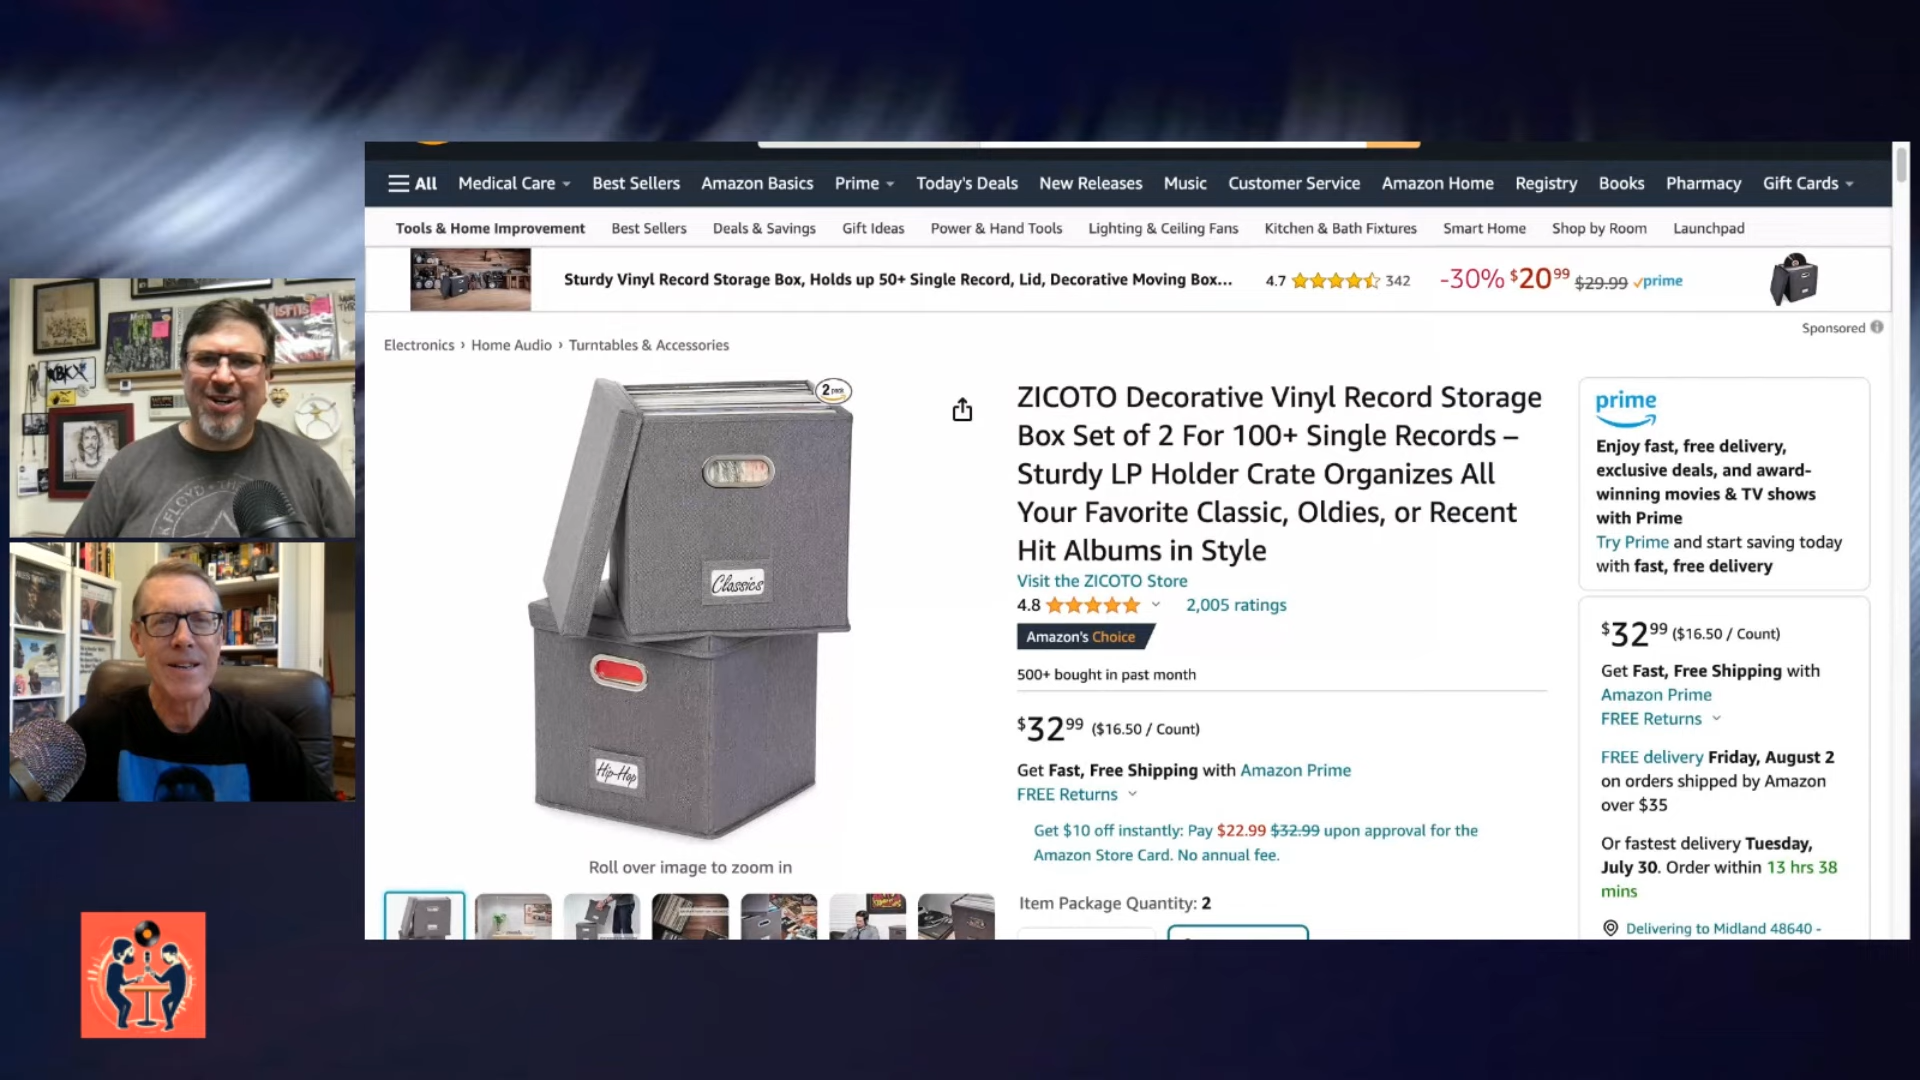 All Medical Care Best Sellers Amazon Basics Prime Today's Deals New Releases Music Customer Service Amazon Home Registry Books Pharmacy Gift Cards
Tools & Home Improvement Best Sellers Deals & Savings Gift Ideas Power & Hand Tools Lighting & Ceiling Fans Kitchen & Bath Fixtures Smart Home Shop by Room Launchpad
Sturdy Vinyl Record Storage Box, Holds up 50+ Single Record, Lid, Decorative Moving Box... 4.7 342 -30% $20.99 $29.99 prime
Sponsored
Electronics › Home Audio › Turntables & Accessories
2 pack
Classics
Hip-Hop
Roll over image to zoom in
ZICOTO Decorative Vinyl Record Storage
Box Set of 2 For 100+ Single Records –
Sturdy LP Holder Crate Organizes All
Your Favorite Classic, Oldies, or Recent
Hit Albums in Style
Visit the ZICOTO Store
4.8 2,005 ratings
Amazon's Choice
500+ bought in past month
$32.99 ($16.50 / Count)
Get Fast, Free Shipping with Amazon Prime
FREE Returns
Get $10 off instantly: Pay $22.99 $32.99 upon approval for the
Amazon Store Card. No annual fee.
Item Package Quantity: 2
prime
Enjoy fast, free delivery,
exclusive deals, and award-
winning movies & TV shows
with Prime
Try Prime and start saving today
with fast, free delivery
$32.99 ($16.50 / Count)
Get Fast, Free Shipping with
Amazon Prime
FREE Returns
FREE delivery Friday, August 2
on orders shipped by Amazon
over $35
Or fastest delivery Tuesday,
July 30. Order within 13 hrs 38
mins
Delivering to Midland 48640 -